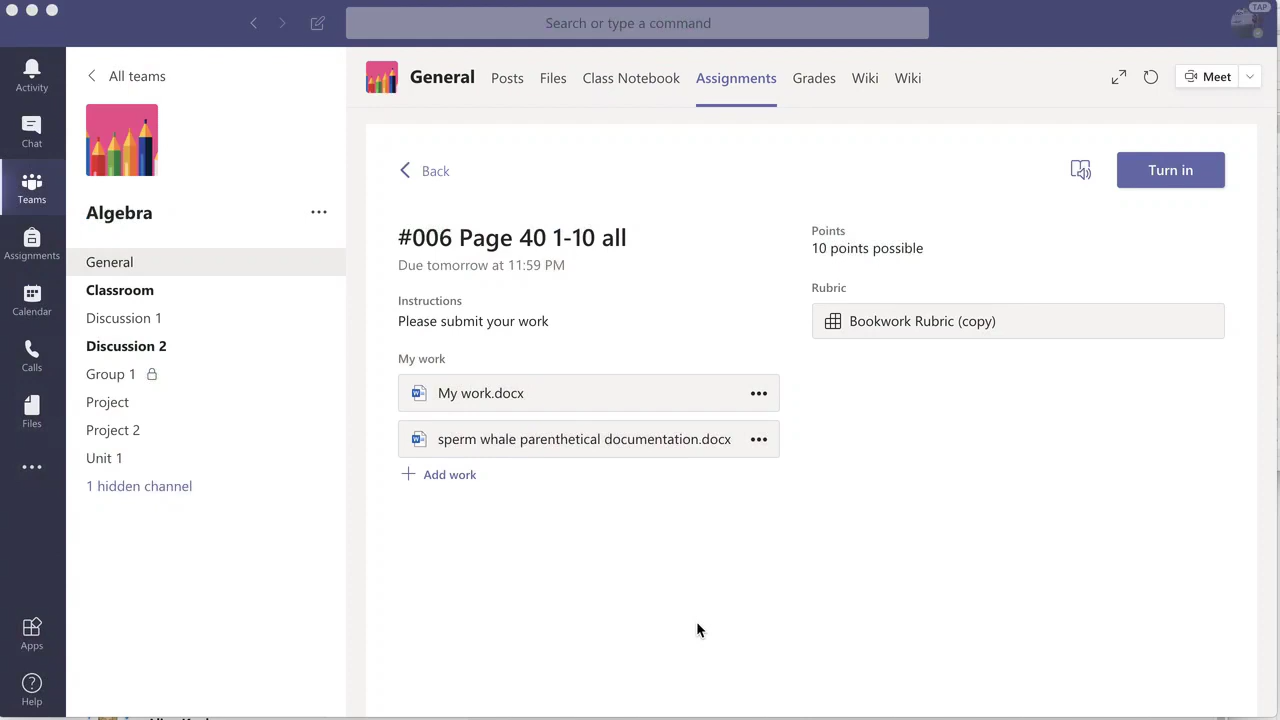 Search or type a command
TAP
Activity
Chat
Teams
Assignments
Calendar
Calls
Files
Apps
Help
All teams
Algebra
General
Classroom
Discussion 1
Discussion 2
Group 1
Project
Project 2
Unit 1
1 hidden channel
General Posts Files Class Notebook Assignments Grades Wiki Wiki
Meet
Back
Turn in
#006 Page 40 1-10 all
Due tomorrow at 11:59 PM
Instructions
Please submit your work
My work
My work.docx
sperm whale parenthetical documentation.docx
Add work
Points
10 points possible
Rubric
Bookwork Rubric (copy)